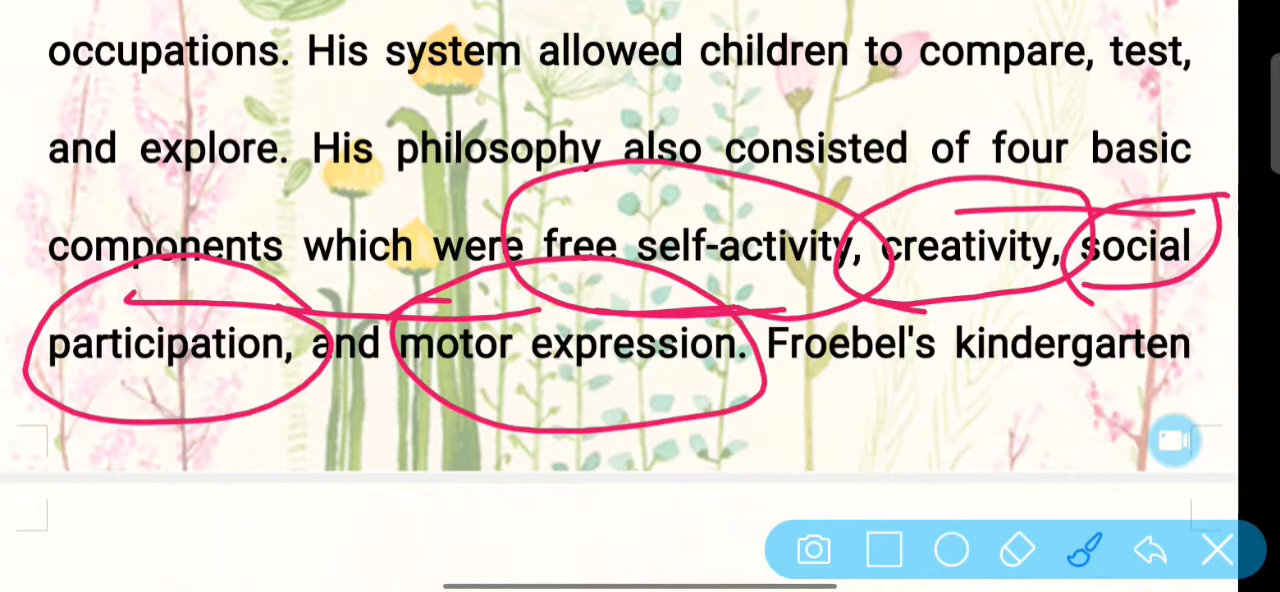 occupations. His system allowed children to compare, test,
and explore. His philosophy also consisted of four basic
components which were free self-activity, creativity, social
participation, and motor expression. Froebel's kindergarten